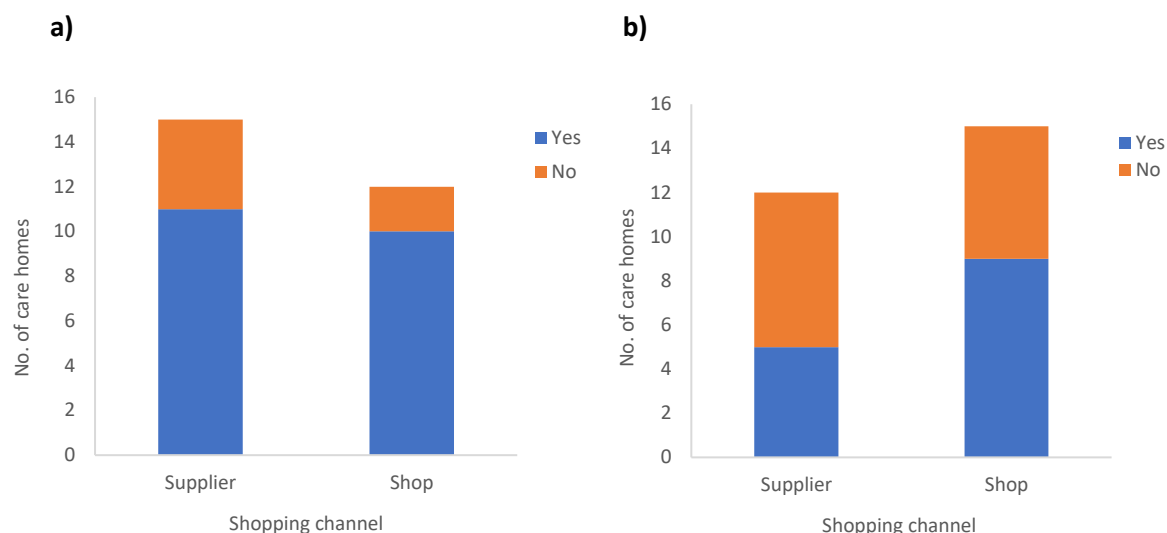 a)
16
14
12
10
8
6
4
2
0
No. of care homes
Supplier
Shop
Shopping channel
Yes
No
b)
16
14
12
10
8
6
4
2
0
No. of care homes
Supplier
Shop
Shopping channel
Yes
No